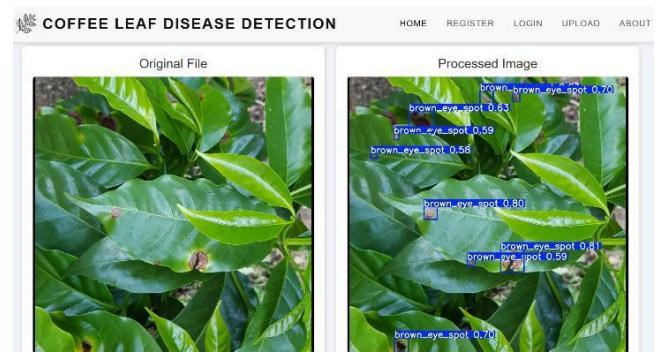 COFFEE LEAF DISEASE DETECTION
HOME REGISTER LOGIN UPLOAD ABOUT
Original File
Processed Image
brown_
brown_eye_spot 0.70
brown_eye_spot 0.63
brown_eye_spot 0.59
brown_eye_spot 0.58
brown_eye_spot 0.80
brown_eye_spot 0.81
brown_eye_spot 0.59
brown_eye_spot 0.70